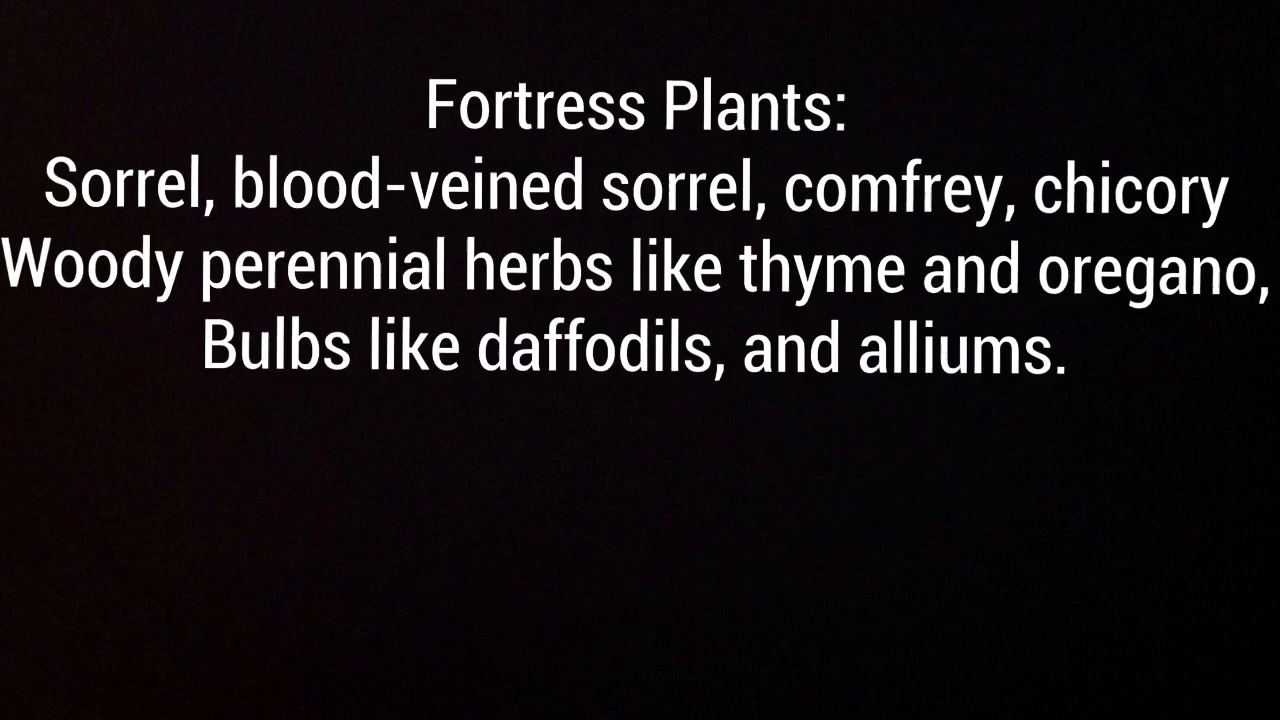 Fortress Plants:
Sorrel, blood-veined sorrel, comfrey, chicory
Woody perennial herbs like thyme and oregano,
Bulbs like daffodils, and alliums.